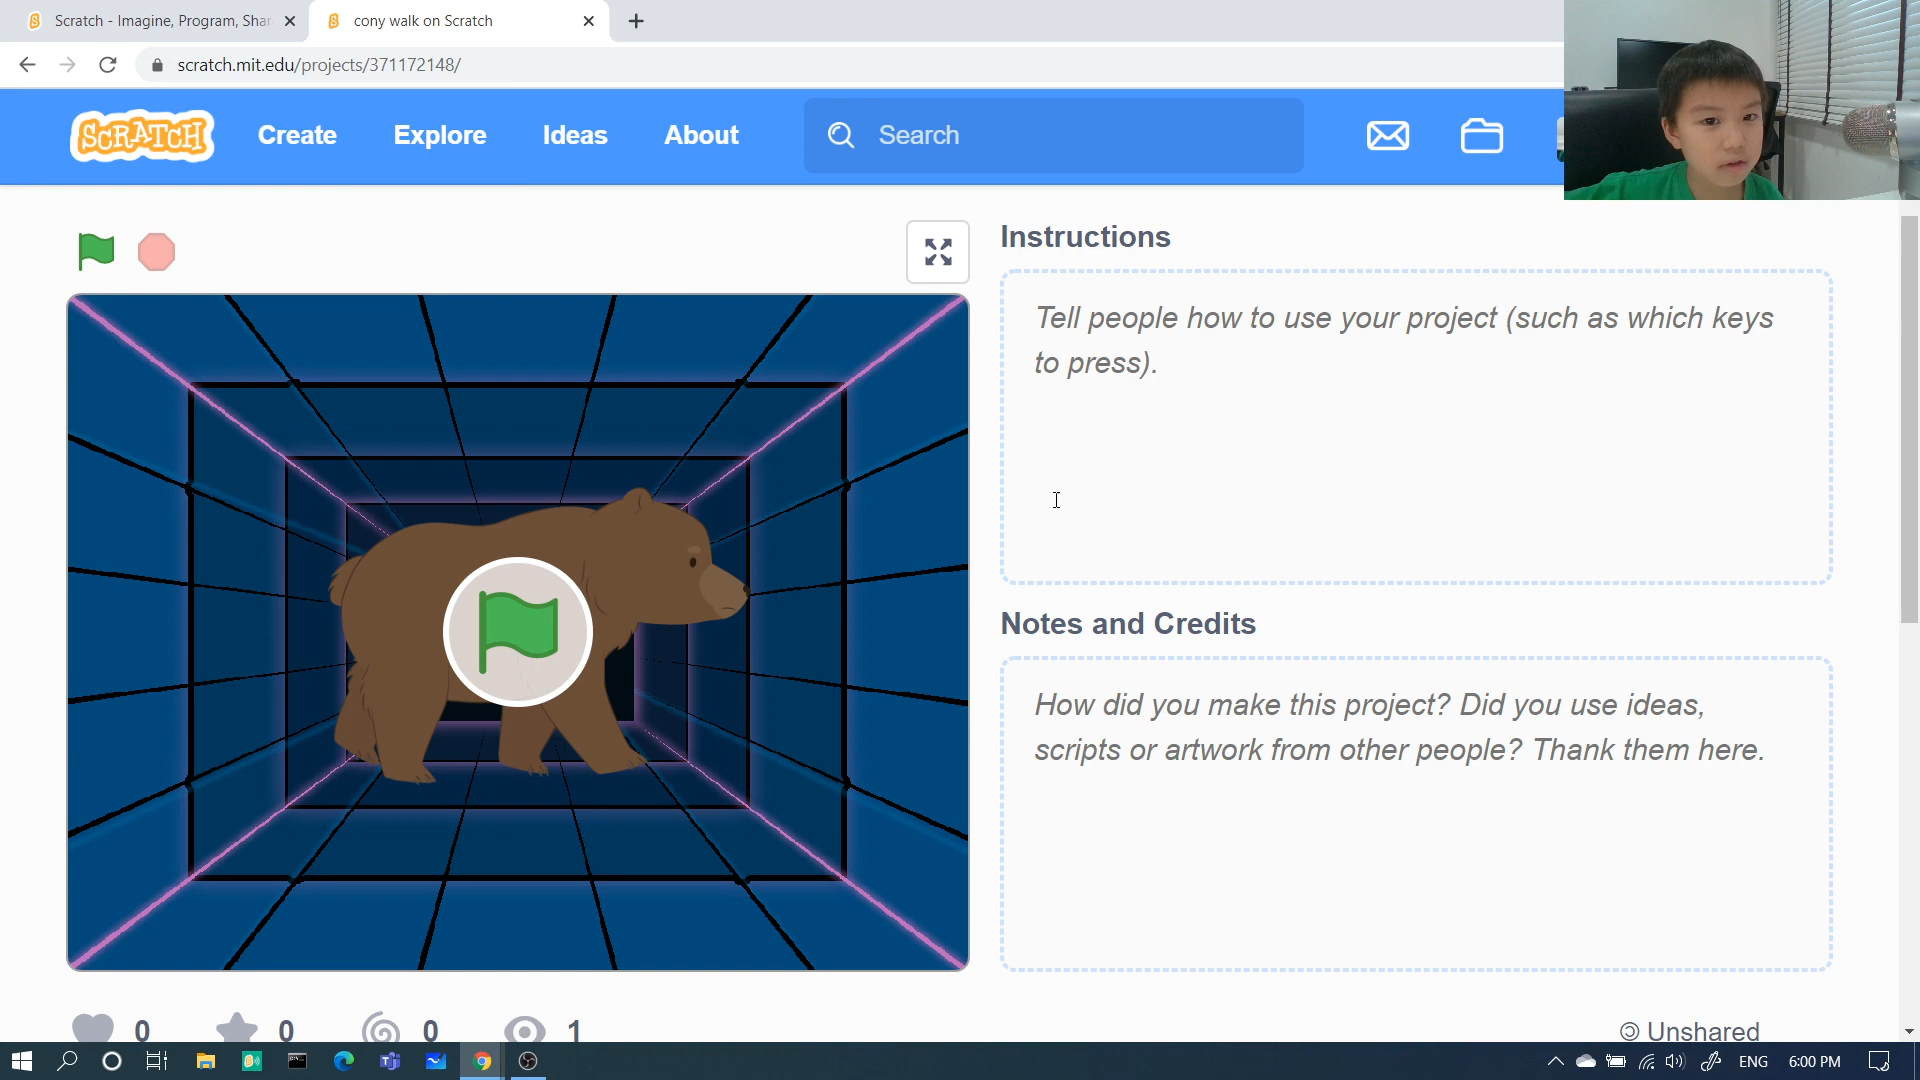 Scratch - Imagine, Program, Shar
cony walk on Scratch
scratch.mit.edu/projects/371172148/
SCRATCH
Create
Explore
Ideas
About
Search
Instructions
Tell people how to use your project (such as which keys
to press).
Notes and Credits
How did you make this project? Did you use ideas,
scripts or artwork from other people? Thank them here.
0
0
0
1
Unshared
ENG
6:00 PM